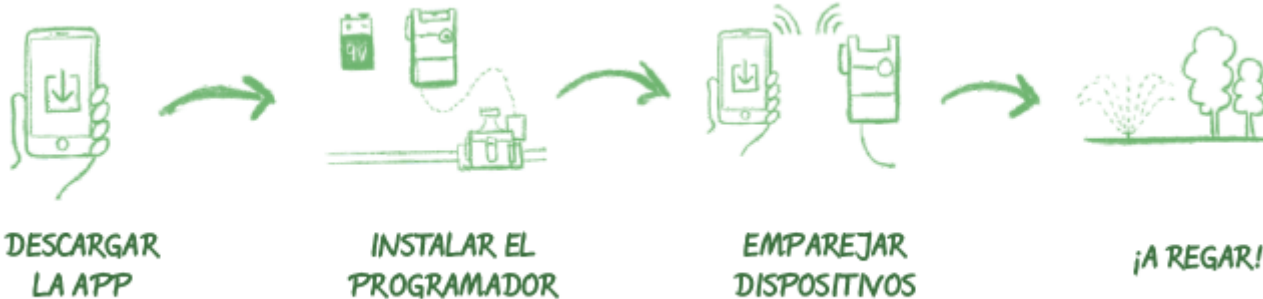 9V
DESCARGAR
LA APP
INSTALAR EL
PROGRAMADOR
EMPAREJAR
DISPOSITIVOS
¡A REGAR!